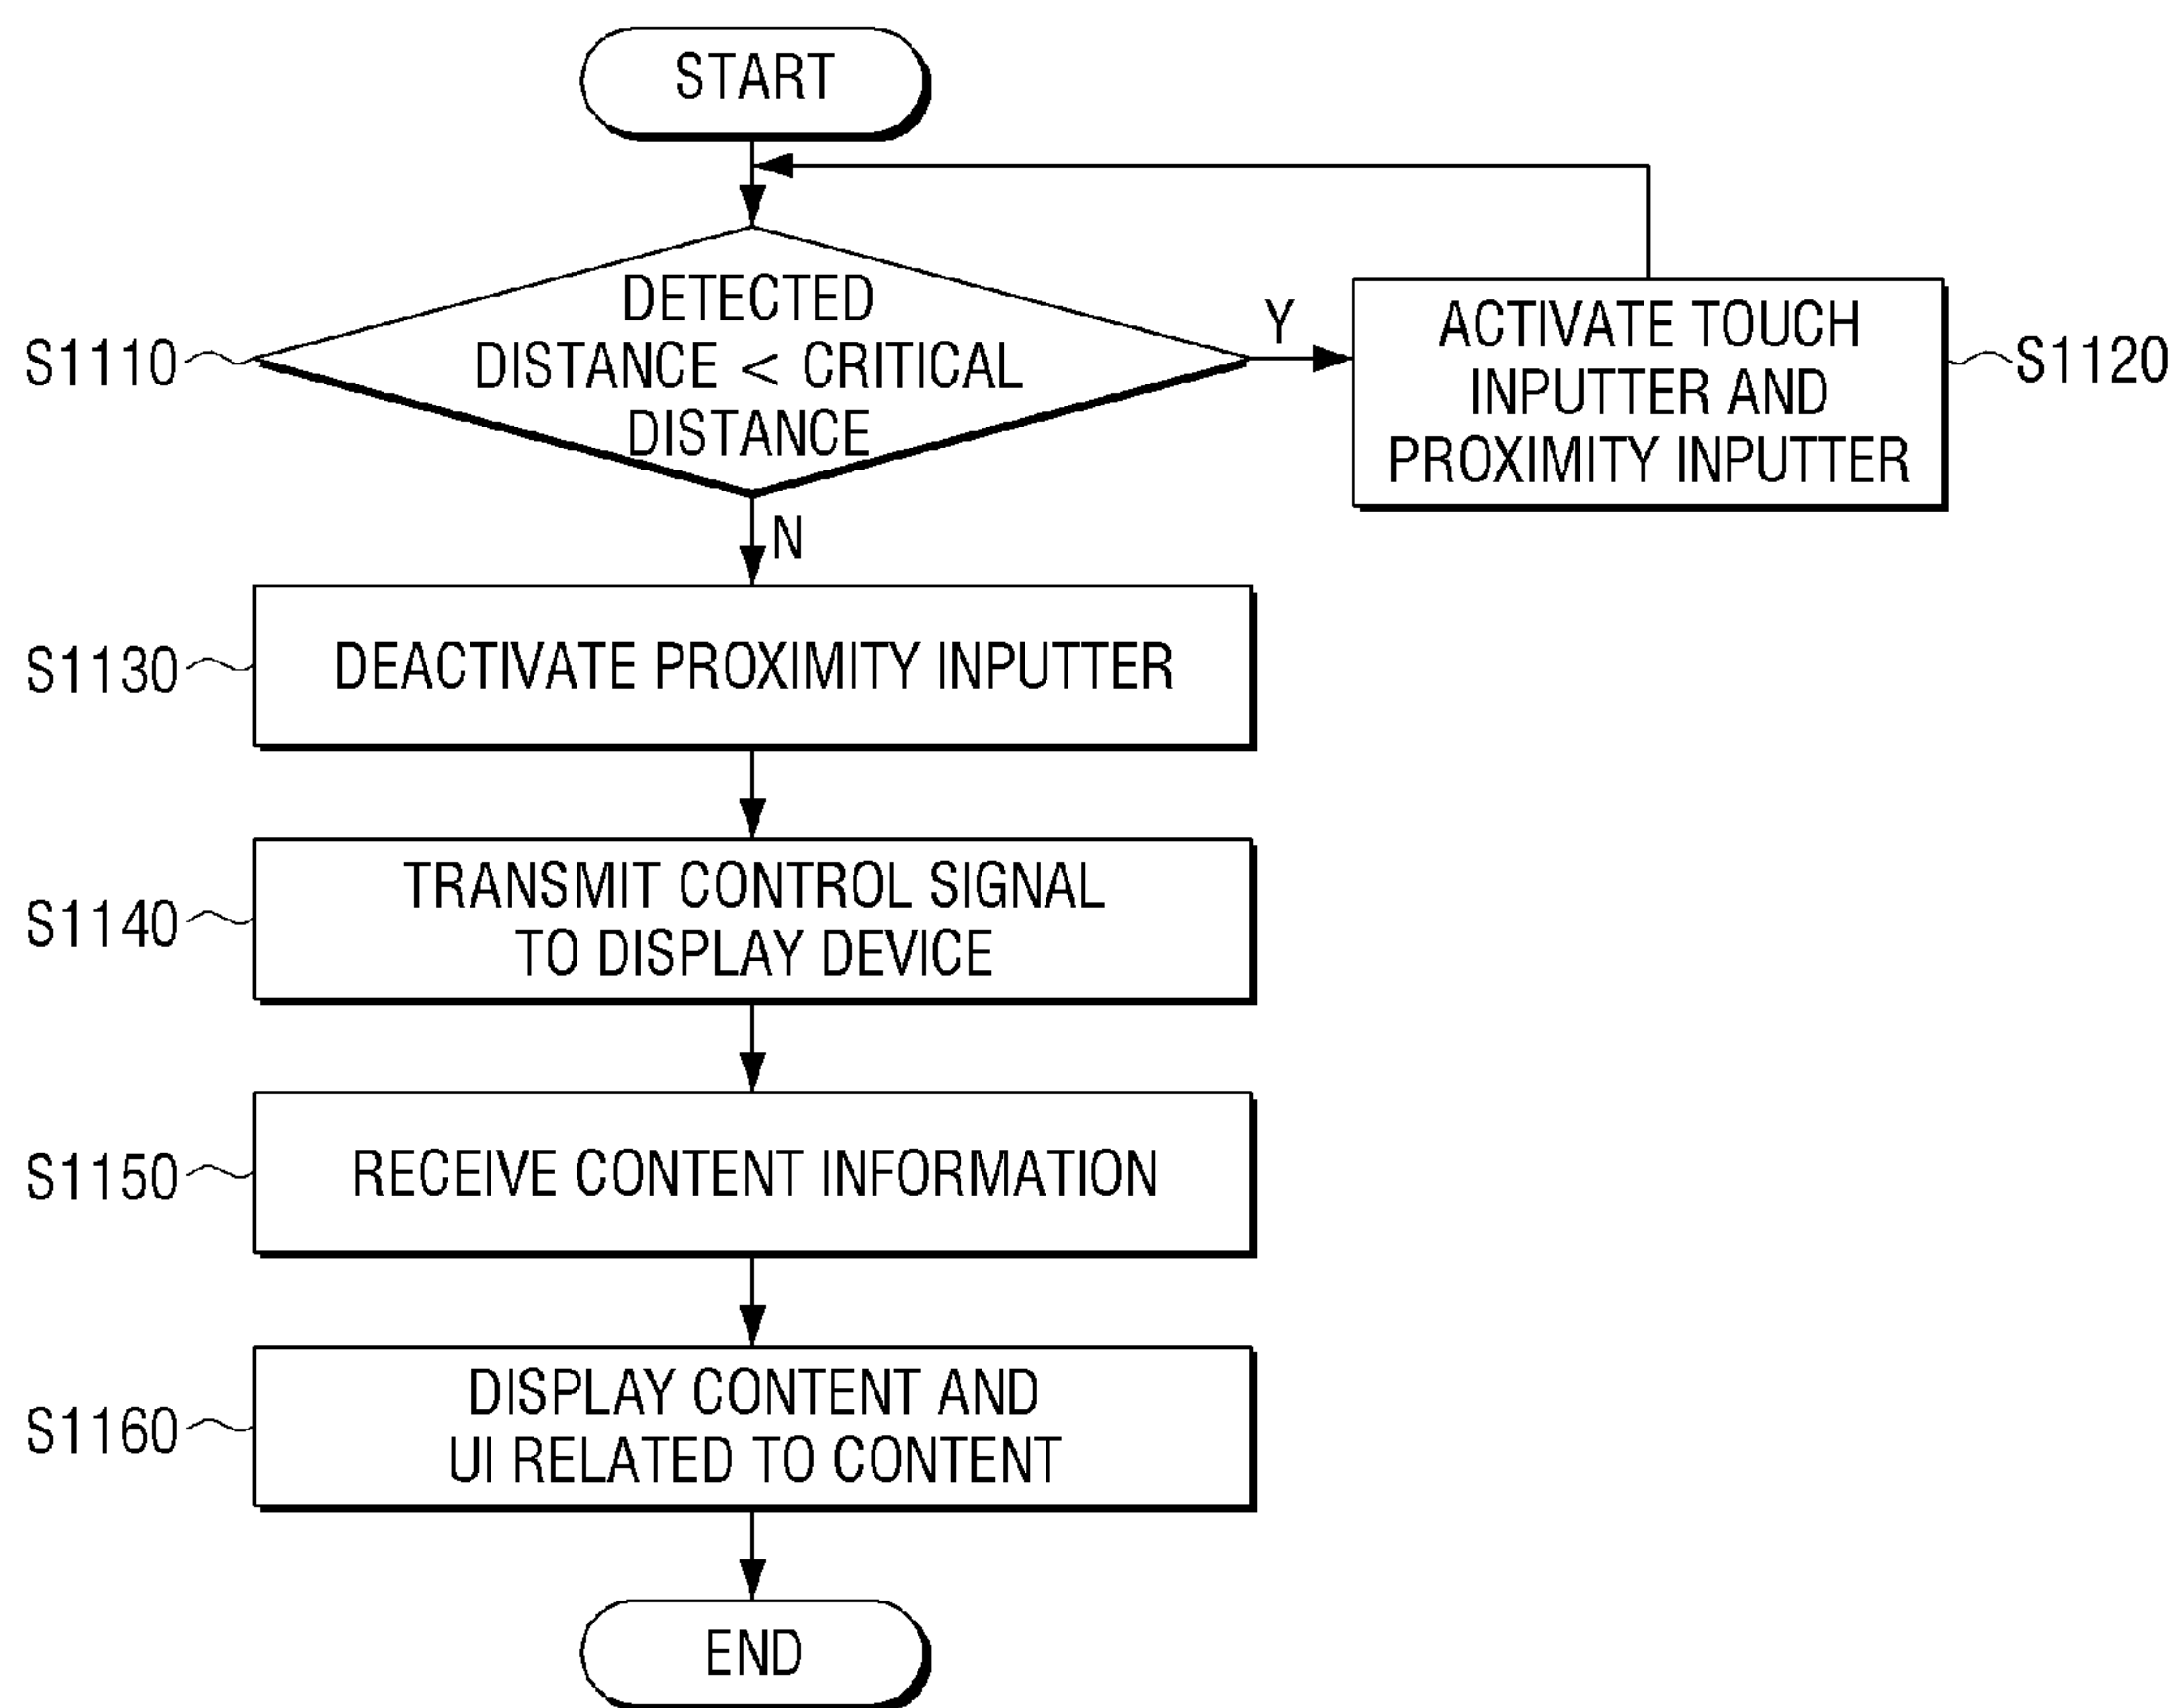 START
S1110
DETECTED
DISTANCE < CRITICAL
DISTANCE
Y
ACTIVATE TOUCH
INPUTTER AND
PROXIMITY INPUTTER
S1120
N
S1130
DEACTIVATE PROXIMITY INPUTTER
S1140
TRANSMIT CONTROL SIGNAL
TO DISPLAY DEVICE
S1150
RECEIVE CONTENT INFORMATION
S1160
DISPLAY CONTENT AND
UI RELATED TO CONTENT
END